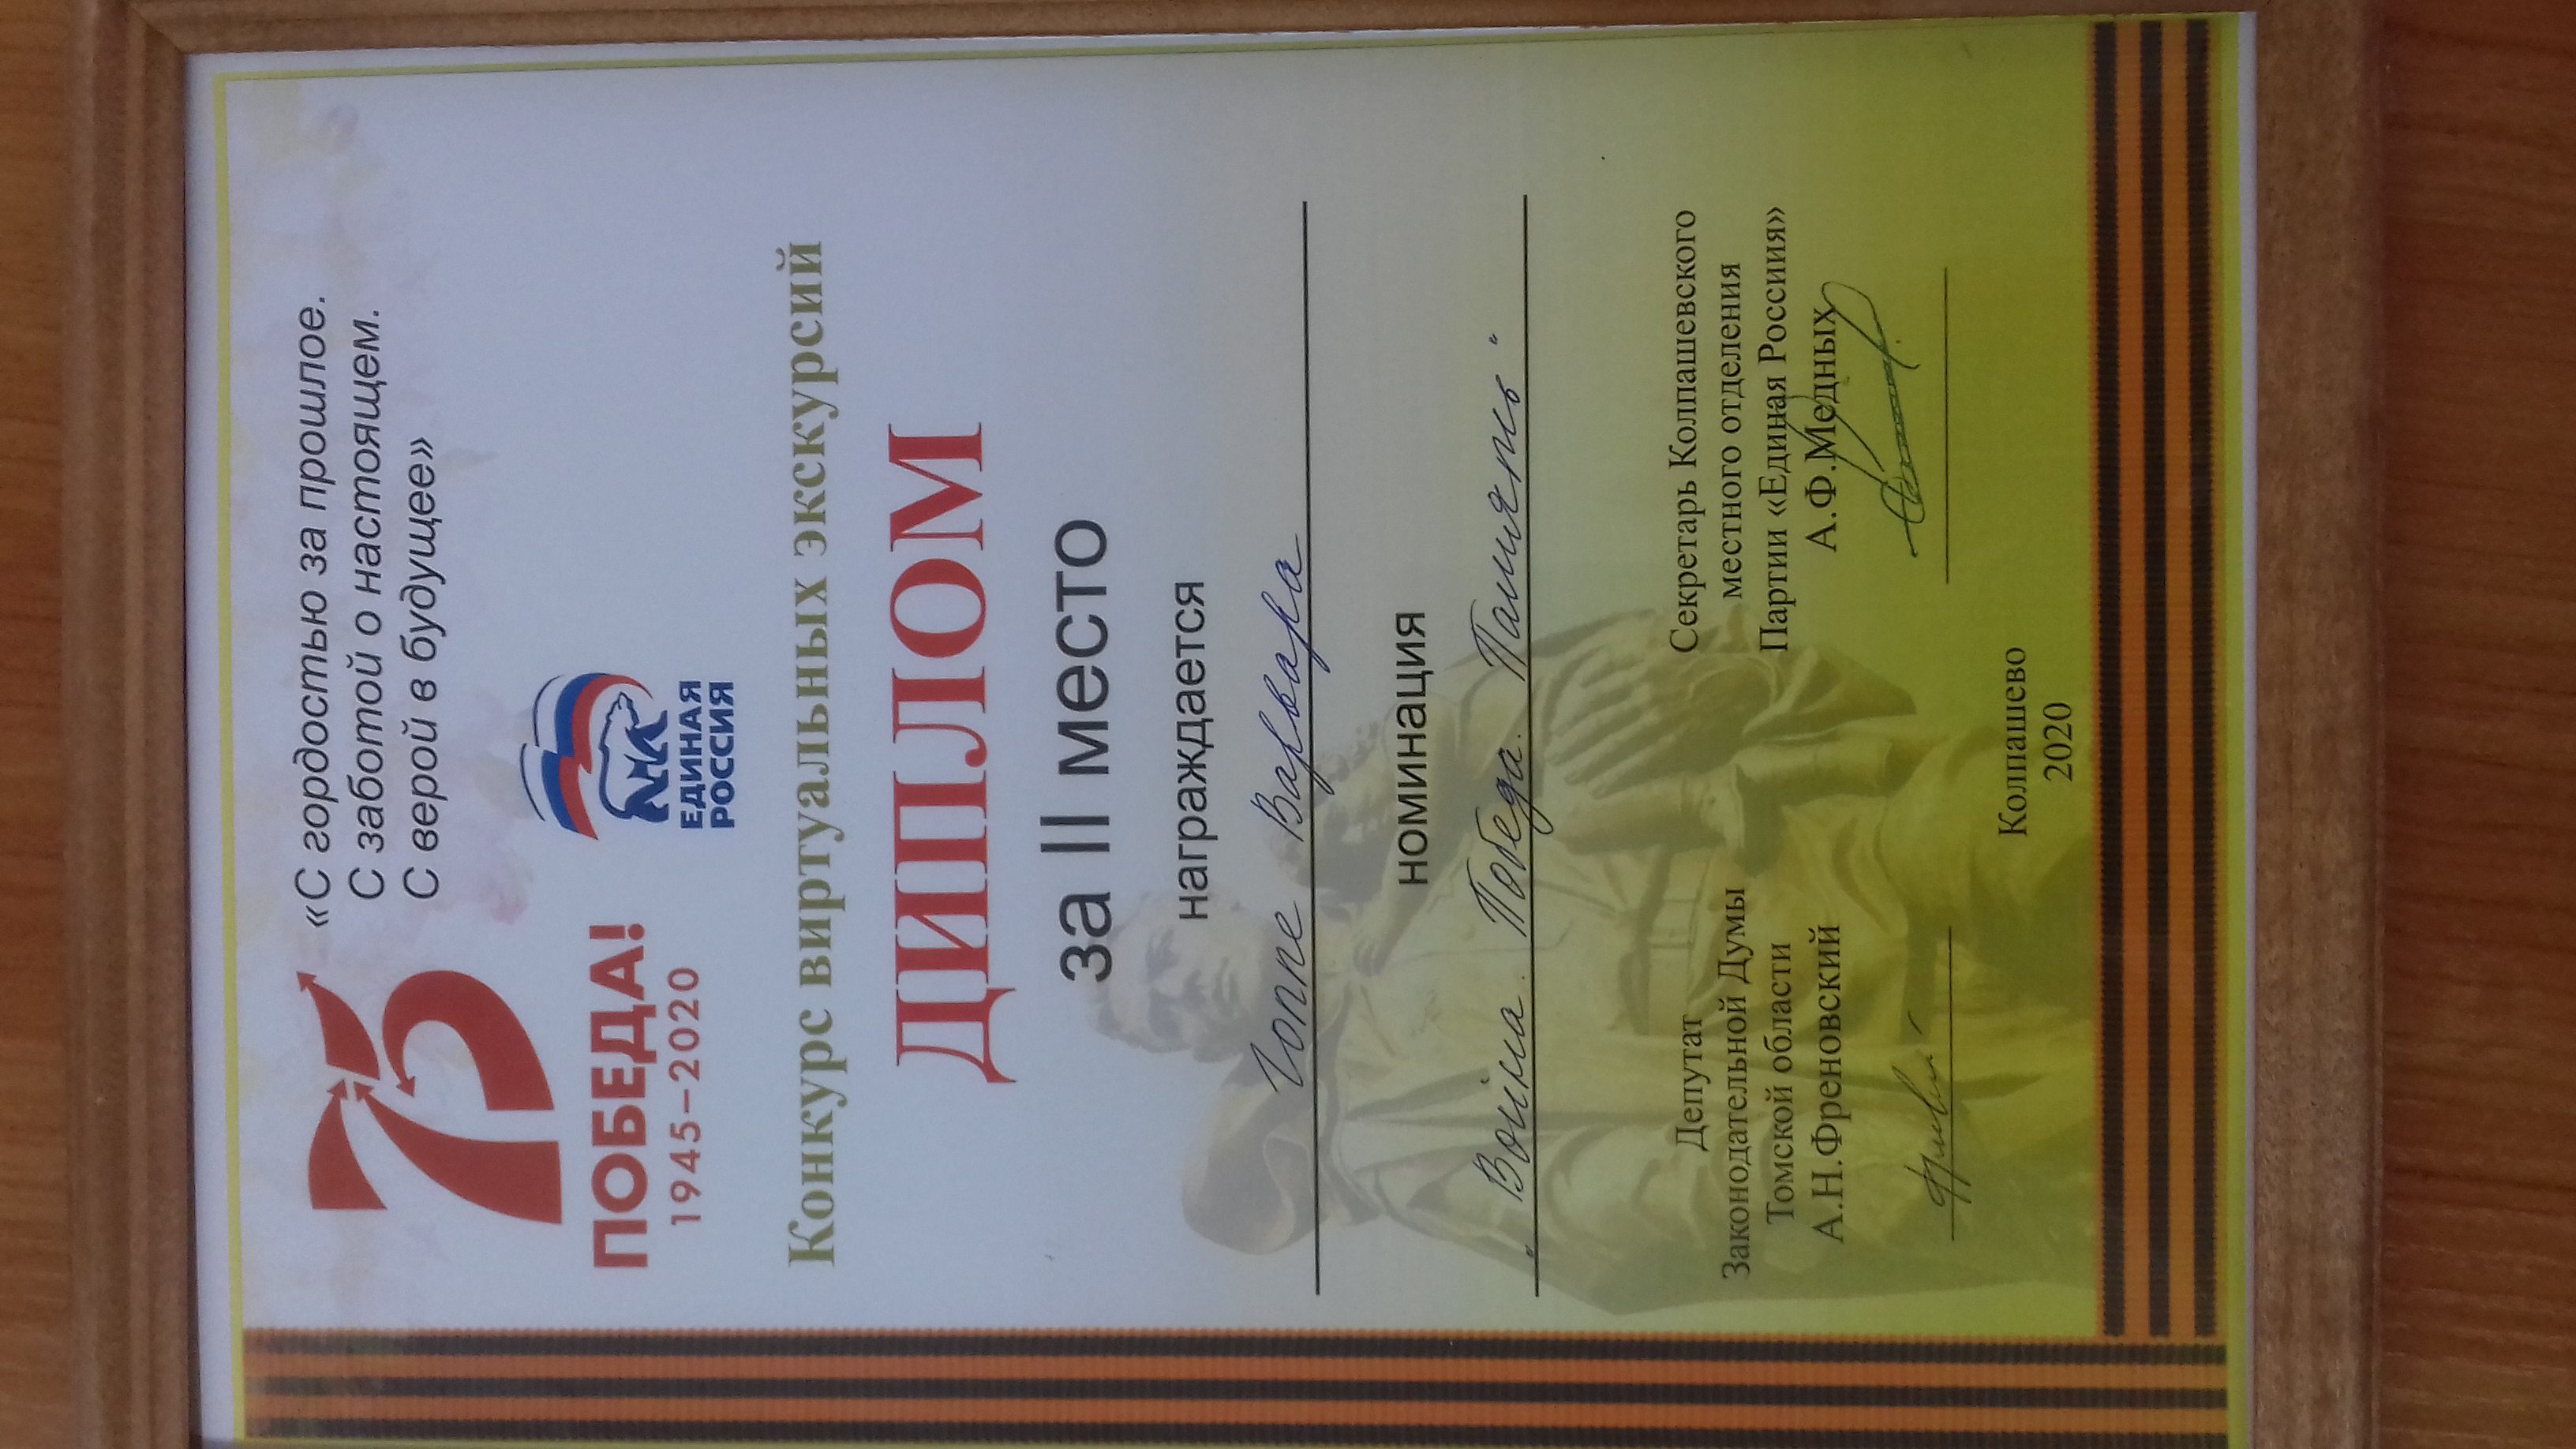 «С гордостью за прошлое.
С заботой о настоящем.
С верой в будущее»
75
ПОБЕДА!
1945–2020
ЕДИНАЯ
РОССИЯ
Конкурс виртуальных экскурсий
ДИПЛОМ
за II место
награждается
Гоппе Варвара
номинация
"Война. Победа. Память"
Депутат
Законодательной Думы
Томской области
А.Н.Френовский
Секретарь Колпашевского
местного отделения
Партии «Единая Россиия»
А.Ф.Медных
Колпашево
2020